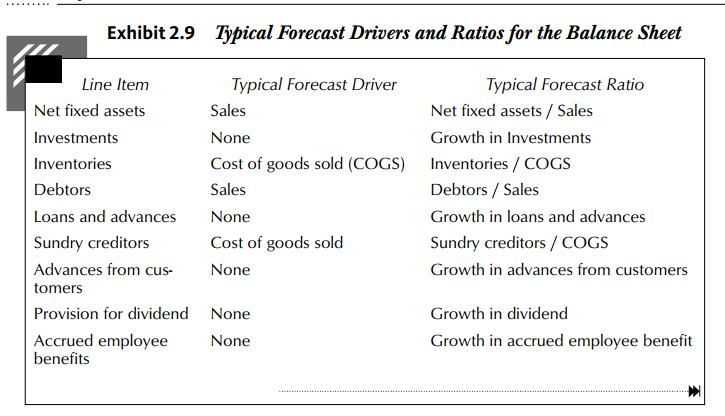 Exhibit 2.9 Typical Forecast Drivers and Ratios for the Balance Sheet
Line Item Typical Forecast Driver Typical Forecast Ratio
Net fixed assets Sales Net fixed assets / Sales
Investments None Growth in Investments
Inventories Cost of goods sold (COGS) Inventories / COGS
Debtors Sales Debtors / Sales
Loans and advances None Growth in loans and advances
Sundry creditors Cost of goods sold Sundry creditors / COGS
Advances from cus- None Growth in advances from customers
tomers
Provision for dividend None Growth in dividend
Accrued employee None Growth in accrued employee benefit
benefits